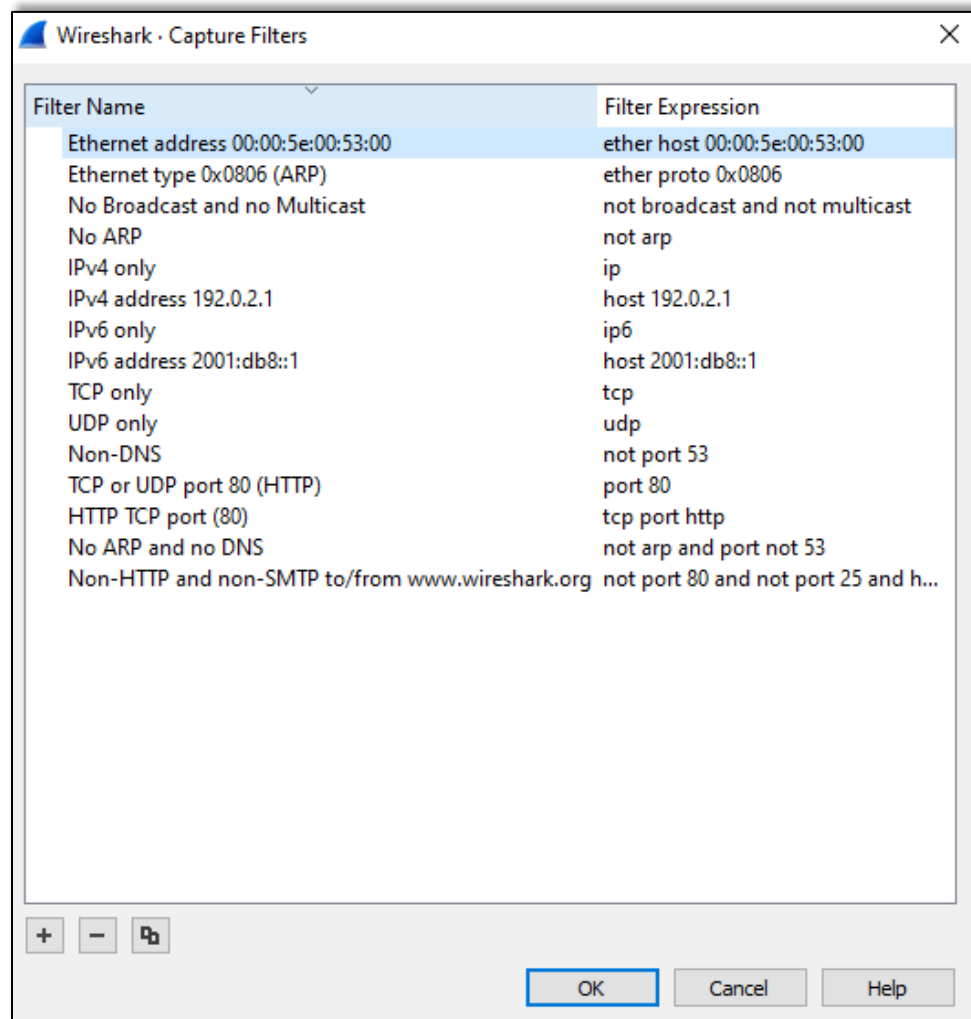 Wireshark · Capture Filters
Filter Name Filter Expression
Ethernet address 00:00:5e:00:53:00 ether host 00:00:5e:00:53:00
Ethernet type 0x0806 (ARP) ether proto 0x0806
No Broadcast and no Multicast not broadcast and not multicast
No ARP not arp
IPv4 only ip
IPv4 address 192.0.2.1 host 192.0.2.1
IPv6 only ip6
IPv6 address 2001:db8::1 host 2001:db8::1
TCP only tcp
UDP only udp
Non-DNS not port 53
TCP or UDP port 80 (HTTP) port 80
HTTP TCP port (80) tcp port http
No ARP and no DNS not arp and port not 53
Non-HTTP and non-SMTP to/from www.wireshark.org not port 80 and not port 25 and h...
OK Cancel Help